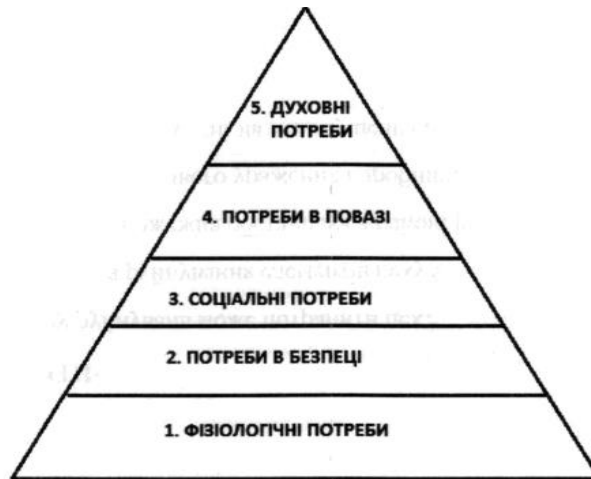 5. ДУХОВНІ
ПОТРЕБИ
4. ПОТРЕБИ В ПОВАЗІ
3. СОЦІАЛЬНІ ПОТРЕБИ
2. ПОТРЕБИ В БЕЗПЕЦІ
1. ФІЗІОЛОГІЧНІ ПОТРЕБИ